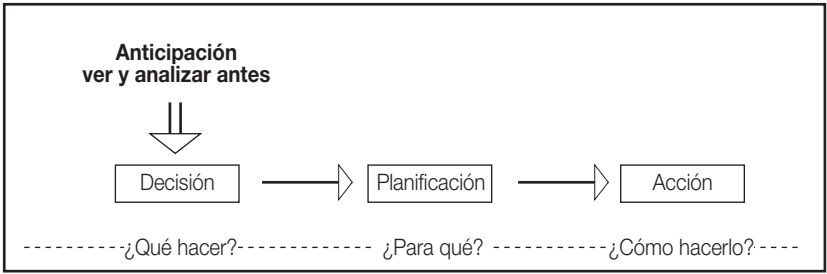 Anticipación
ver y analizar antes
Decisión
Planificación
Acción
¿Qué hacer?
¿Para qué?
¿Cómo hacerlo?